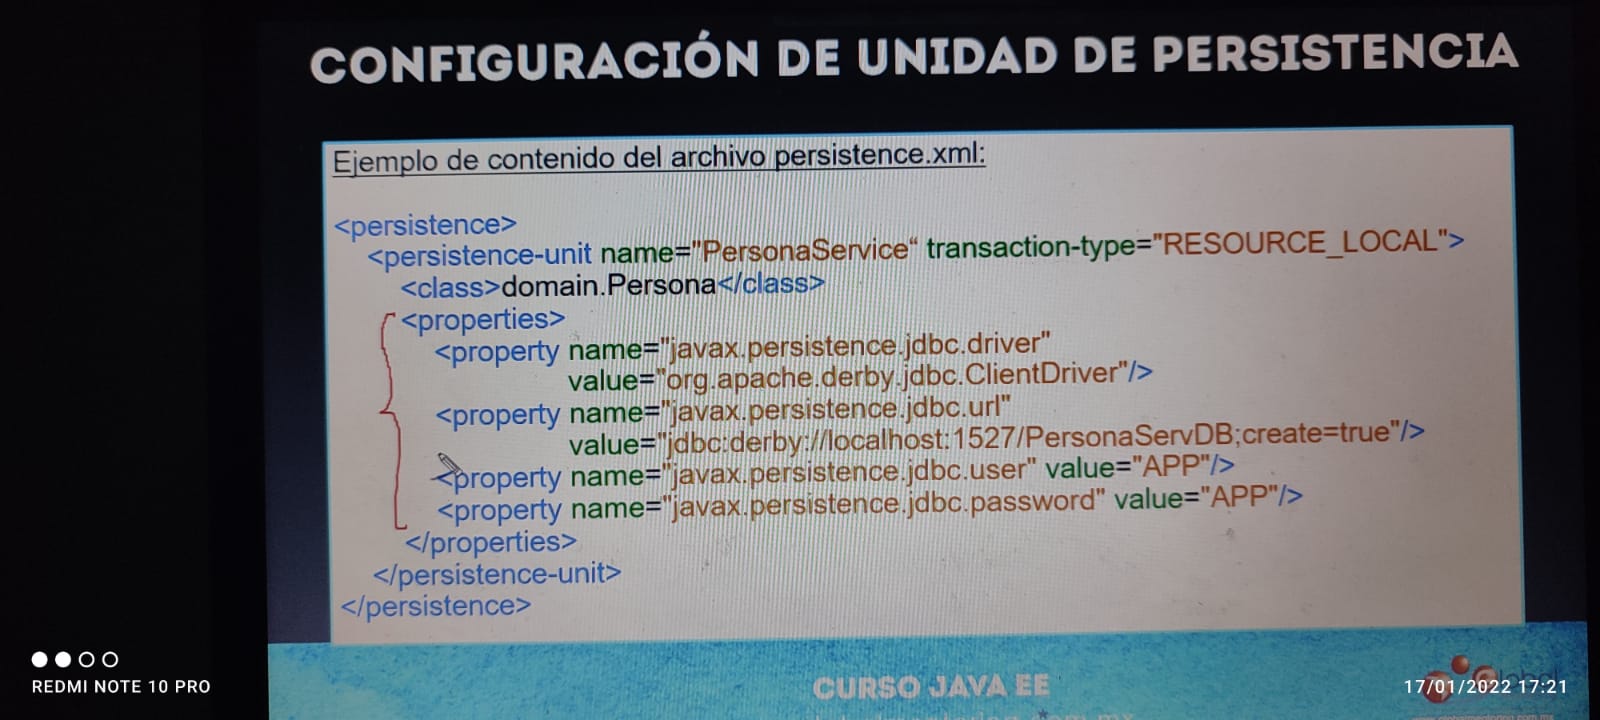 CONFIGURACIÓN DE UNIDAD DE PERSISTENCIA
Ejemplo de contenido del archivo persistence.xml:
<persistence>
<persistence-unit name="PersonaService“ transaction-type="RESOURCE_LOCAL">
<class>domain.Persona</class>
<properties>
<property name="javax.persistence.jdbc.driver"
value="org.apache.derby.jdbc.ClientDriver"/>
<property name="javax.persistence.jdbc.url"
value="jdbc:derby://localhost:1527/PersonaServDB;create=true"/>
<property name="javax.persistence.jdbc.user" value="APP"/>
<property name="javax.persistence.jdbc.password" value="APP"/>
</properties>
</persistence-unit>
</persistence>
CURSO JAVA EE
REDMI NOTE 10 PRO
17/01/2022 17:21